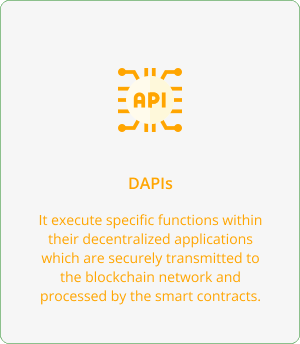 API
DAPIs
It execute specific functions within
their decentralized applications
which are securely transmitted to
the blockchain network and
processed by the smart contracts.